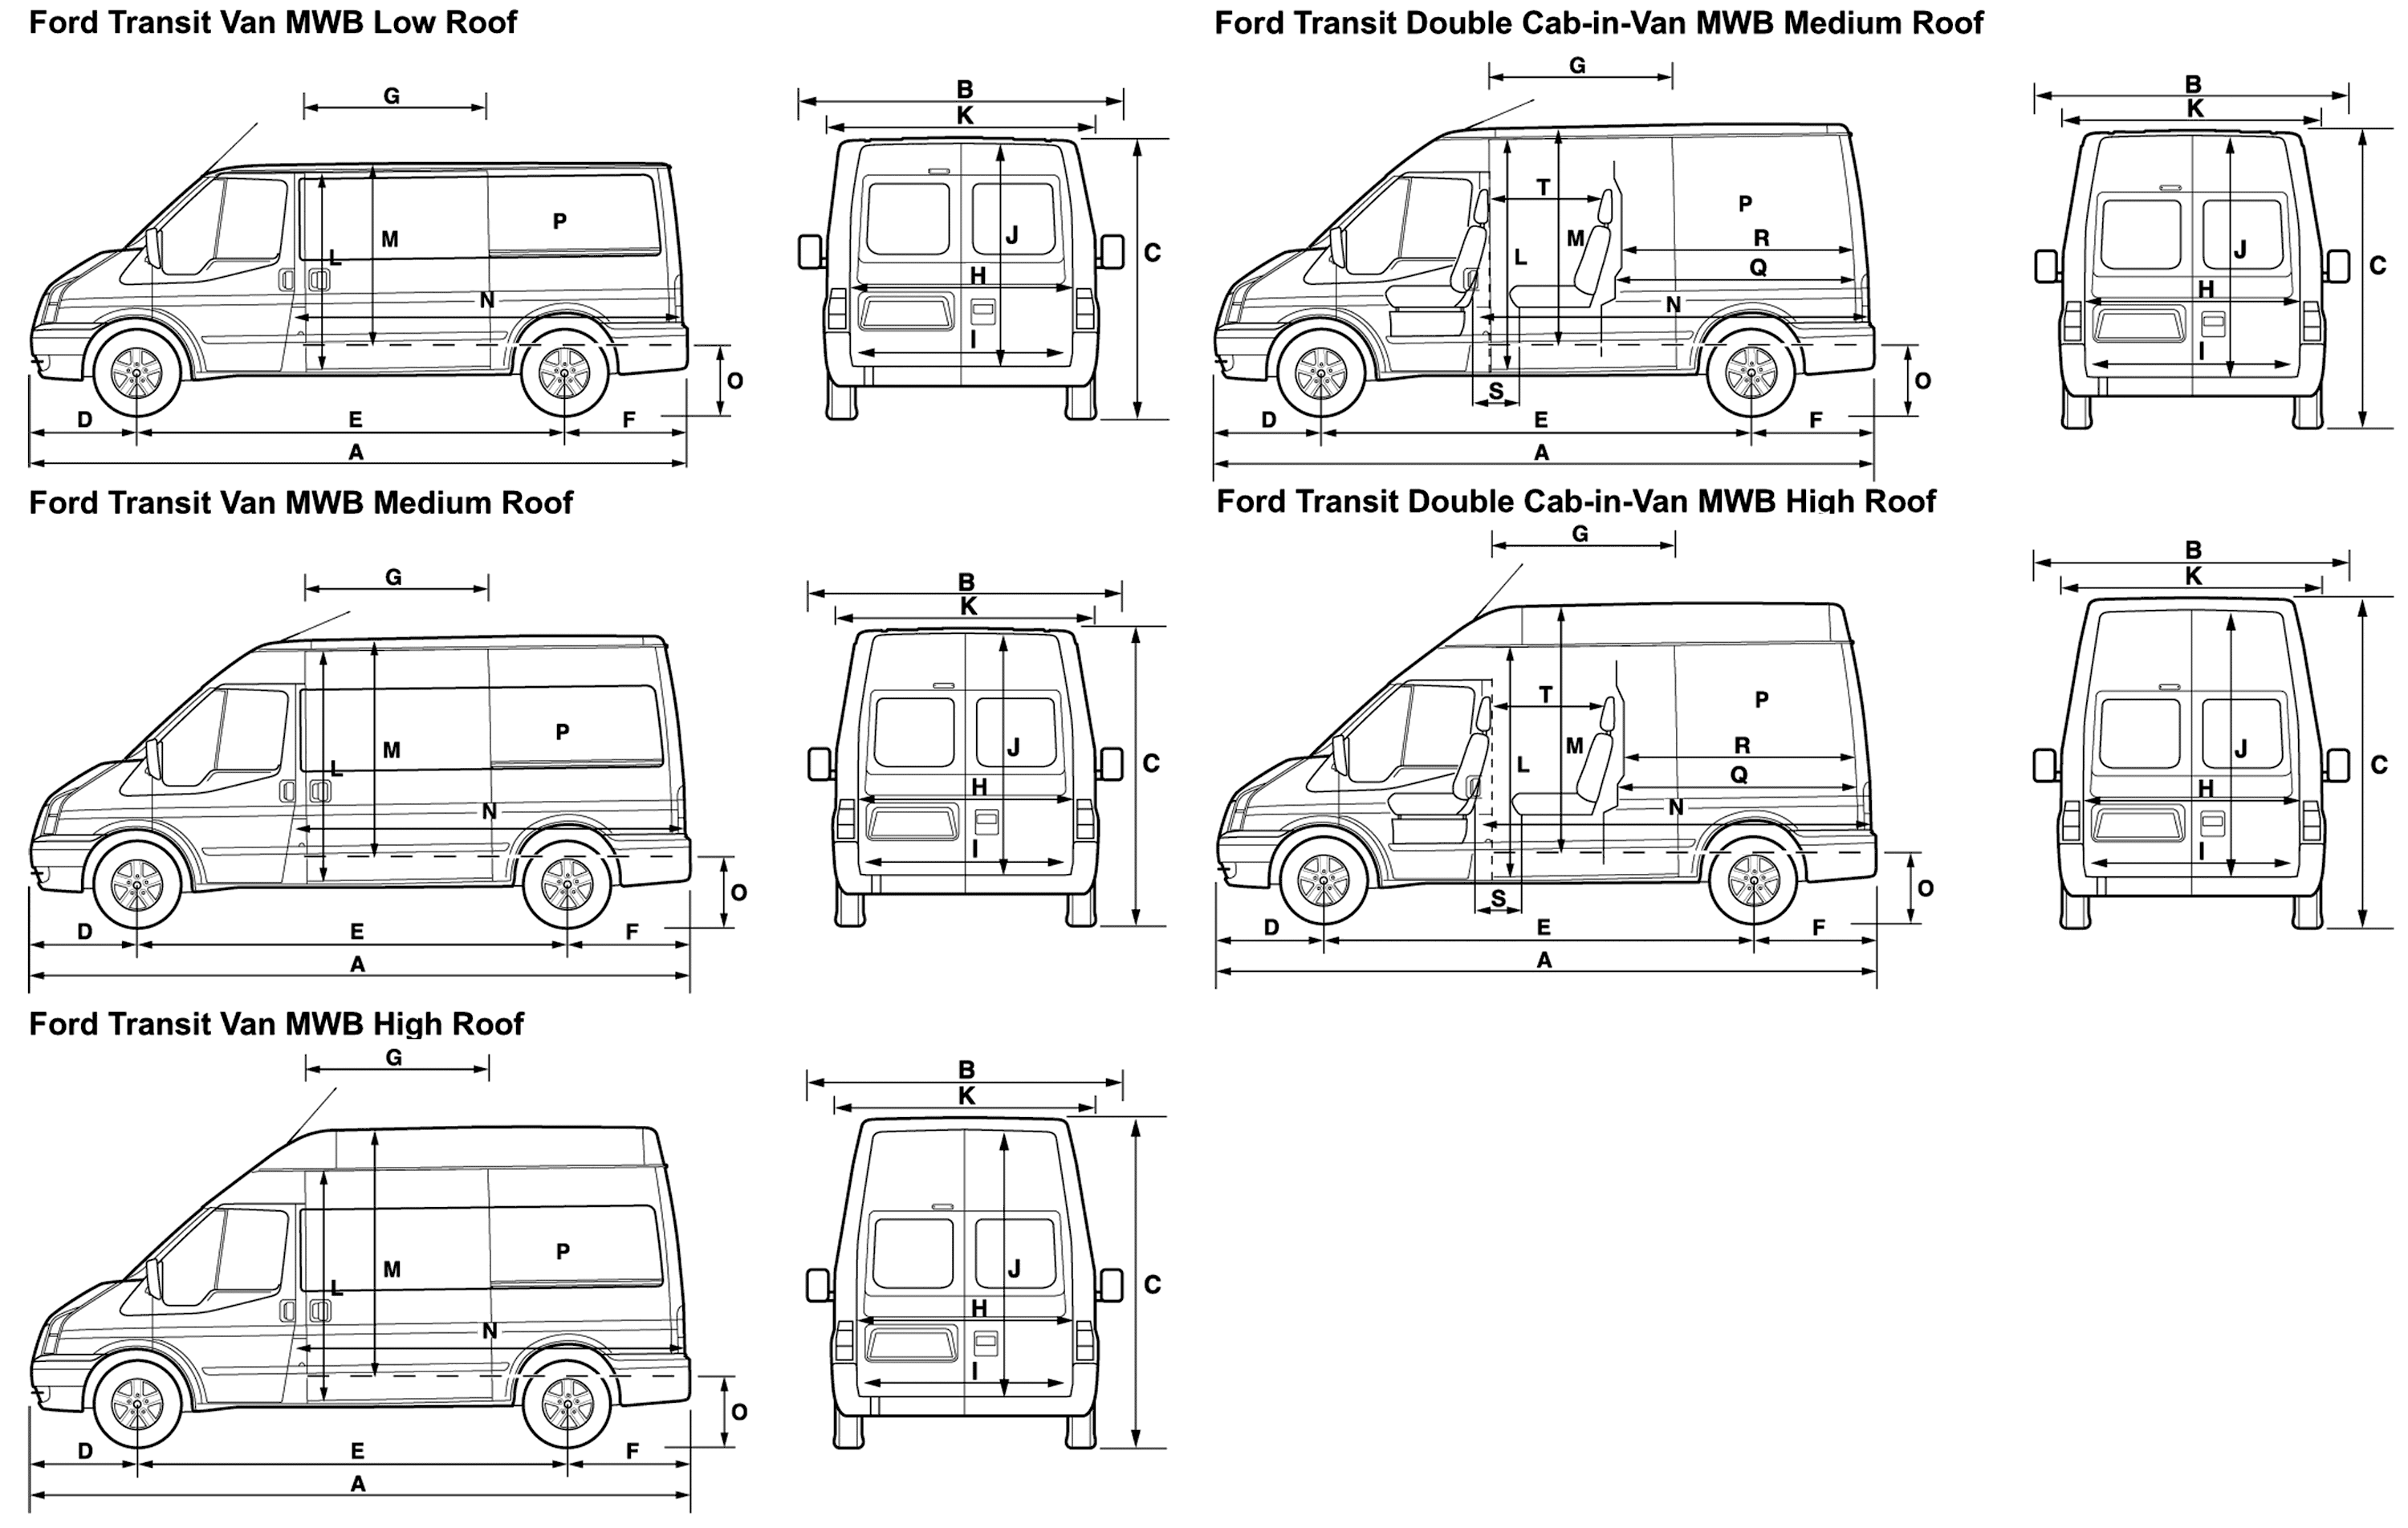 Ford Transit Van MWB Low Roof
G
B
K
M
P
L
J
C
H
N
I
O
D E F
A
Ford Transit Double Cab-in-Van MWB Medium Roof
G
B
K
T
P
M
R
L
J
C
Q
H
N
I
O
S
D E F
A
Ford Transit Van MWB Medium Roof
G
B
K
P
M
L
J
C
H
N
I
O
D E F
A
Ford Transit Double Cab-in-Van MWB High Roof
G
B
K
T
P
M
R
L
J
C
Q
H
N
I
O
S
D E F
A
Ford Transit Van MWB High Roof
G
B
K
P
M
L
J
C
H
N
I
O
D E F
A